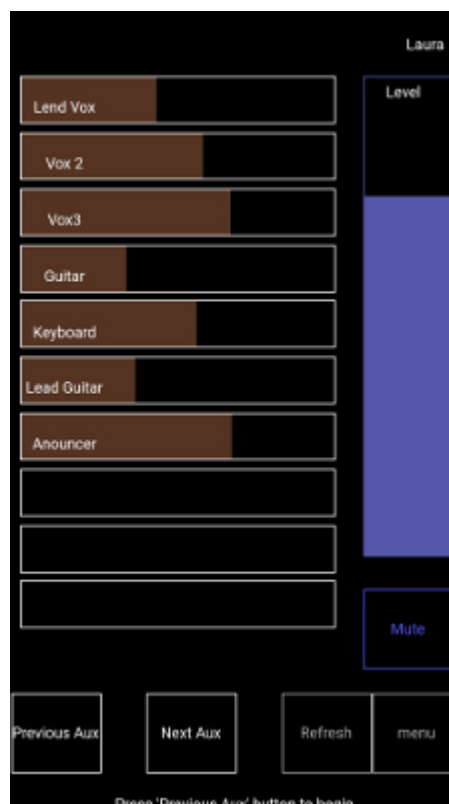 Laura
Level
Lend Vox
Vox 2
Vox3
Guitar
Keyboard
Lead Guitar
Anouncer
Mute
Previous Aux
Next Aux
Refresh
menu
Press 'Previous Aux' button to begin